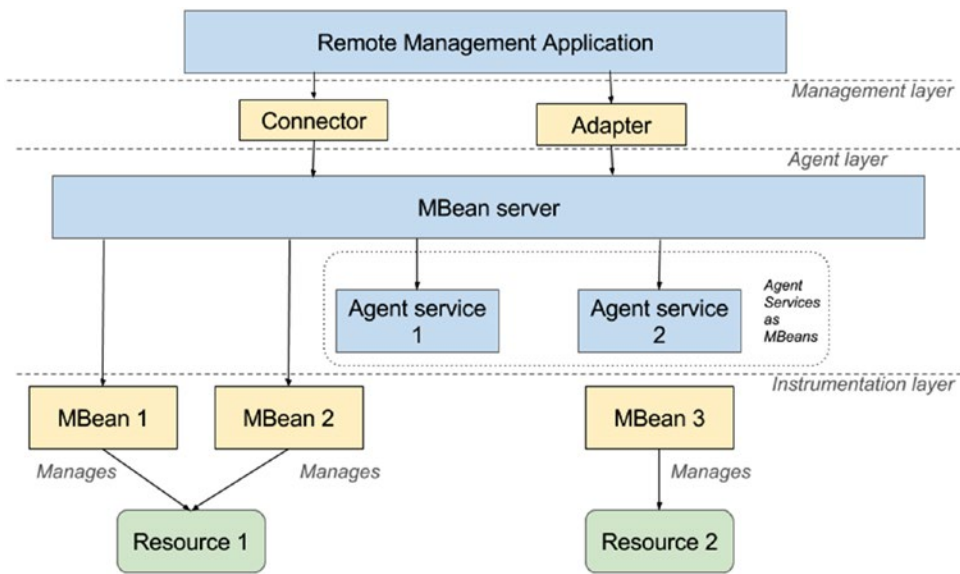 Remote Management Application
Management layer
Connector
Adapter
Agent layer
MBean server
Agent service
1
Agent service
2
Agent
Services
as
MBeans
Instrumentation layer
MBean 1
MBean 2
MBean 3
Manages
Manages
Manages
Resource 1
Resource 2